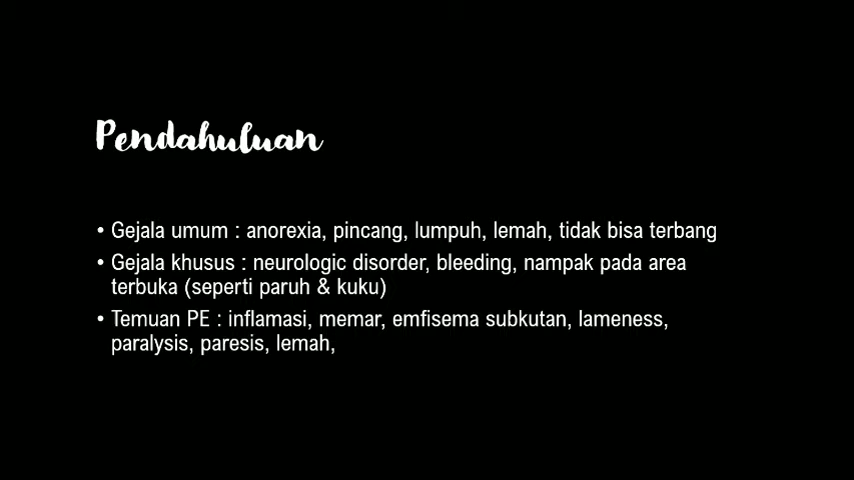 Pendahuluan
• Gejala umum : anorexia, pincang, lumpuh, lemah, tidak bisa terbang
• Gejala khusus : neurologic disorder, bleeding, nampak pada area
terbuka (seperti paruh & kuku)
• Temuan PE : inflamasi, memar, emfisema subkutan, lameness,
paralysis, paresis, lemah,